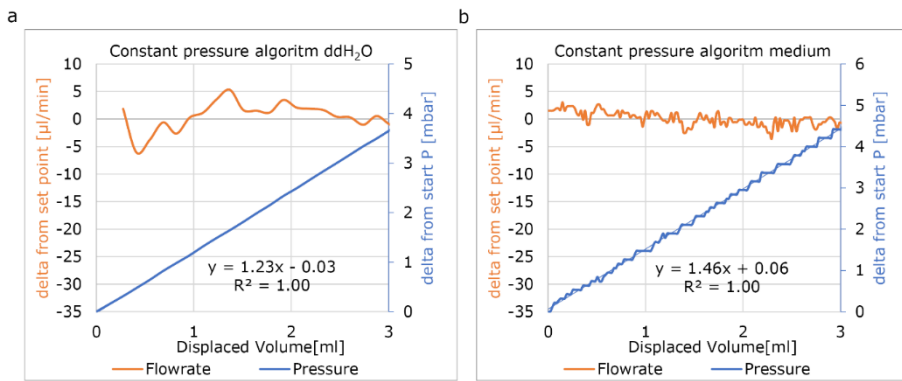 a
Constant pressure algoritm ddH₂O
delta from set point [µl/min]
10
5
0
-5
-10
-15
-20
-25
-30
-35
5
4
3
2
1
0
delta from start P [mbar]
y = 1.23x - 0.03
R² = 1.00
0 1 2 3
Displaced Volume[ml]
Flowrate Pressure
b
Constant pressure algoritm medium
delta from set point [µl/min]
10
5
0
-5
-10
-15
-20
-25
-30
-35
6
5
4
3
2
1
0
delta from start P [mbar]
y = 1.46x + 0.06
R² = 1.00
0 1 2 3
Displaced Volume[ml]
Flowrate Pressure